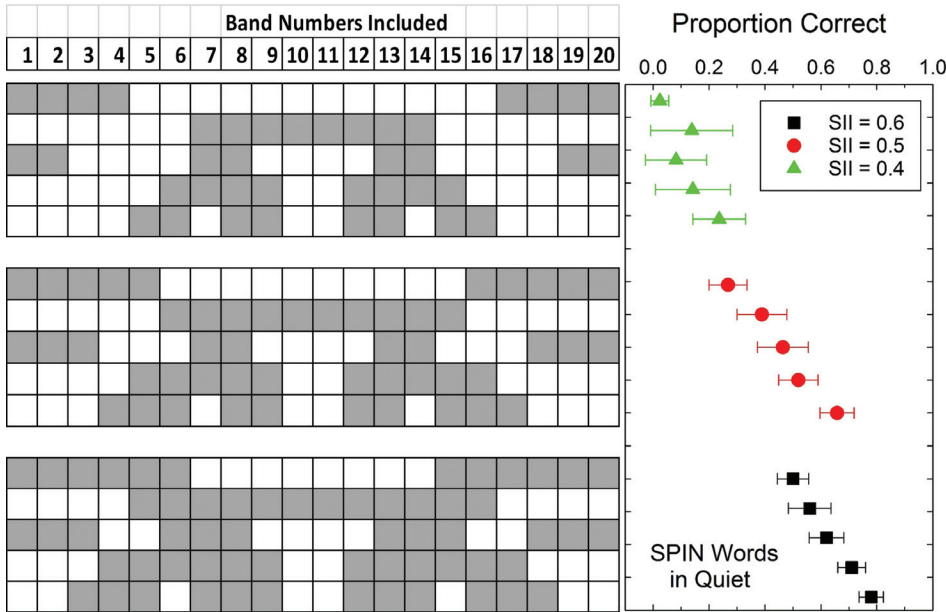 Band Numbers Included
1 2 3 4 5 6 7 8 9 10 11 12 13 14 15 16 17 18 19 20
Proportion Correct
0.0 0.2 0.4 0.6 0.8 1.0
SII = 0.6
SII = 0.5
SII = 0.4
SPIN Words
in Quiet